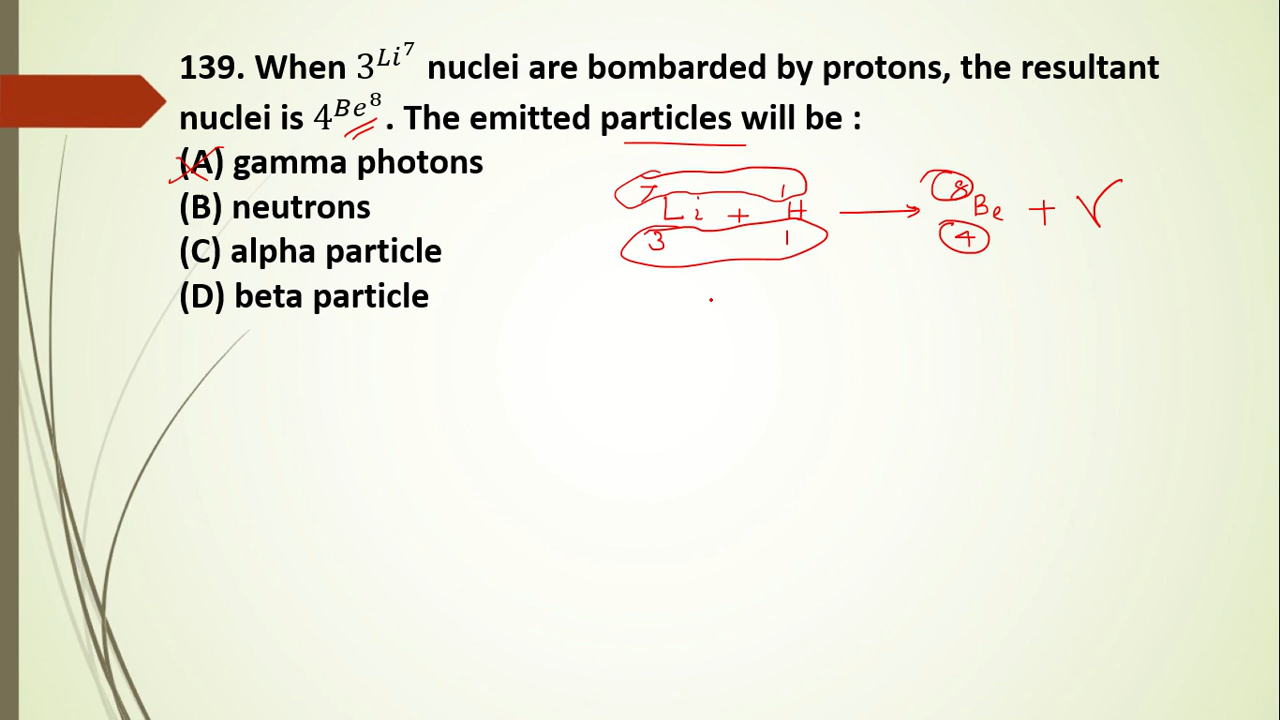 139. When 3^{Li^7} nuclei are bombarded by protons, the resultant
nuclei is 4^{Be^8}. The emitted particles will be :
(A) gamma photons
(B) neutrons
(C) alpha particle
(D) beta particle
7 1 8
Li + H → Be + γ
3 1 4